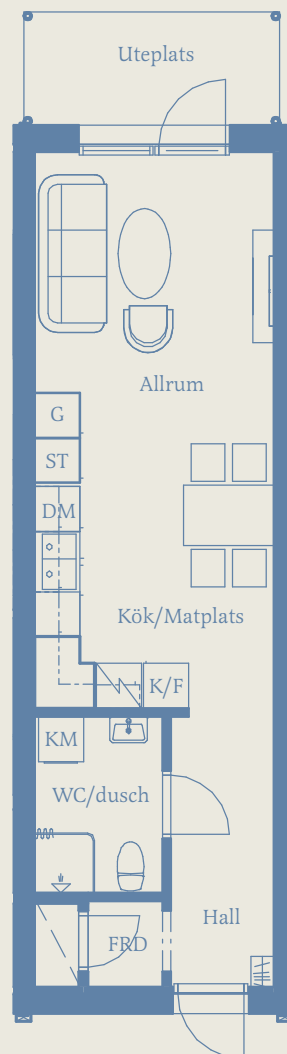 Uteplats
Allrum
G
ST
DM
Kök/Matplats
K/F
KM
WC/dusch
Hall
FRD